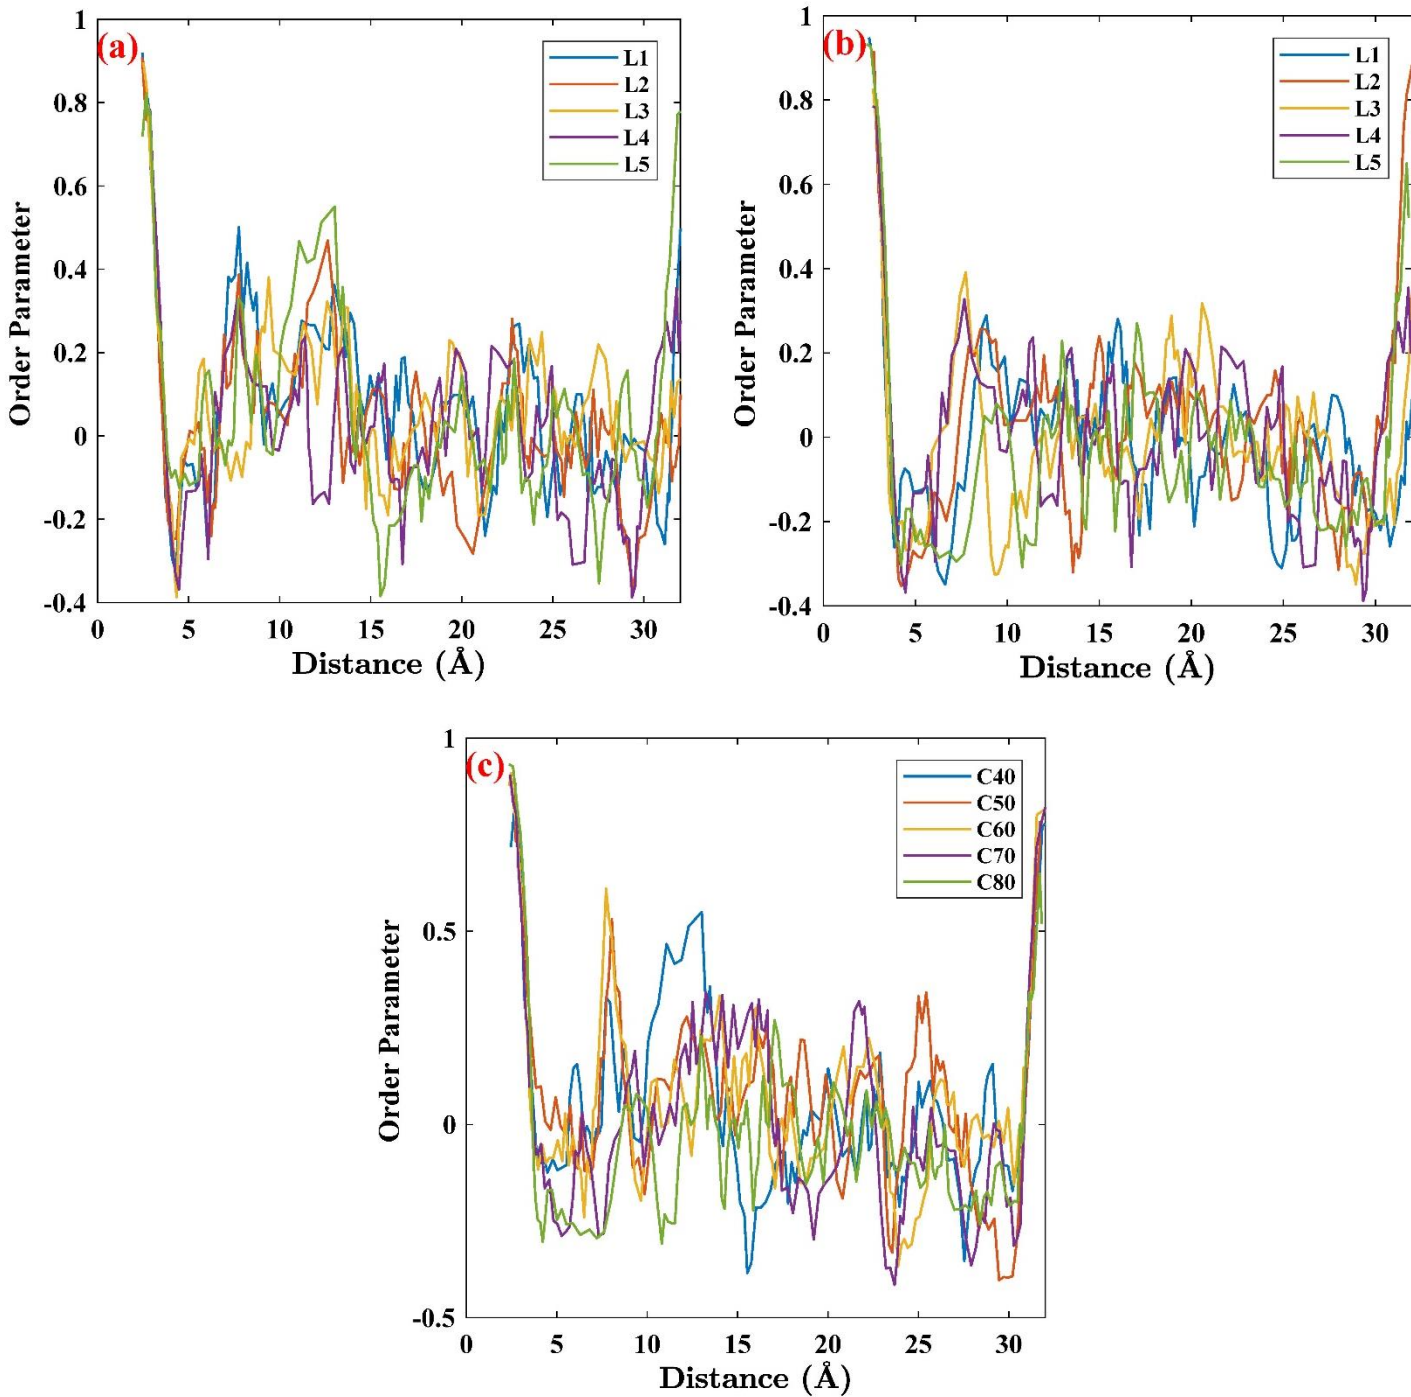 (a)
1
0.8
0.6
0.4
0.2
0
-0.2
-0.4
Order Parameter
L1
L2
L3
L4
L5
0 5 10 15 20 25 30
Distance (Å)
(b)
1
0.8
0.6
0.4
0.2
0
-0.2
-0.4
Order Parameter
L1
L2
L3
L4
L5
0 5 10 15 20 25 30
Distance (Å)
(c)
1
0.5
0
-0.5
Order Parameter
C40
C50
C60
C70
C80
0 5 10 15 20 25 30
Distance (Å)